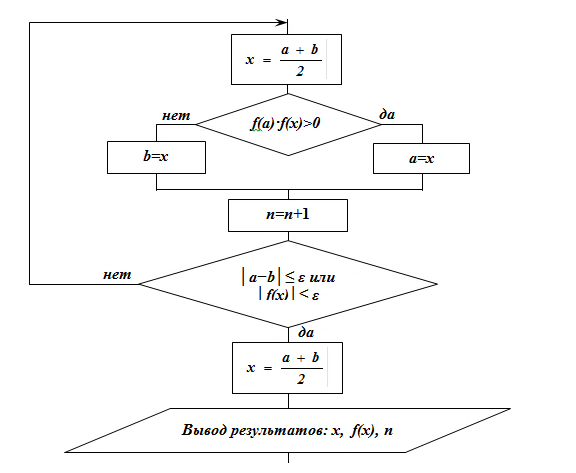 x = (a + b)/2
f(a)·f(x)>0
нет
да
b=x
a=x
n=n+1
|a−b| ≤ ε или
|f(x)| < ε
нет
да
x = (a + b)/2
Вывод результатов: x, f(x), n